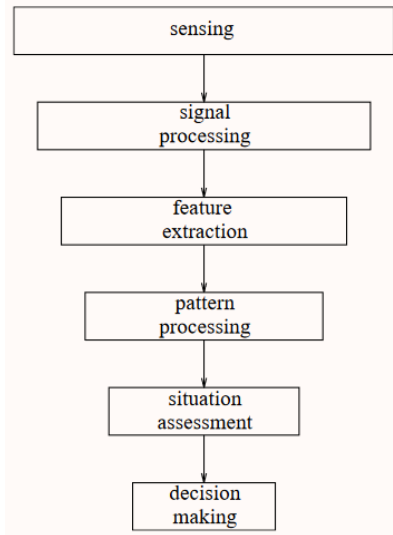 sensing
signal
processing
feature
extraction
pattern
processing
situation
assessment
decision
making